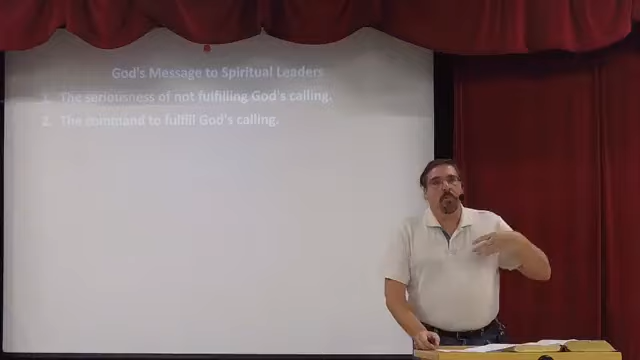 God's Message to Spiritual Leaders
1. The seriousness of not fulfilling God's calling.
2. The command to fulfill God's calling.